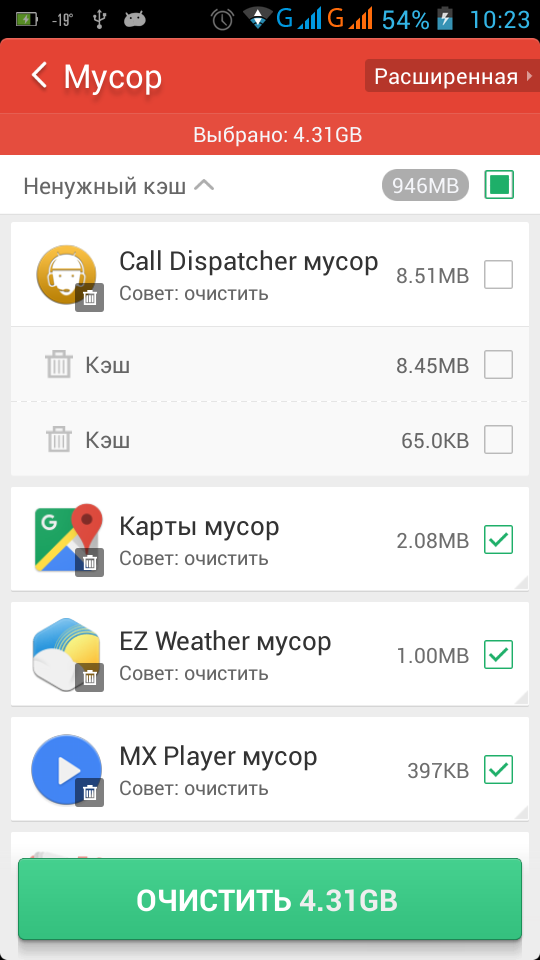 -19° G G 54% 10:23
Мусор
Расширенная
Выбрано: 4.31GB
Ненужный кэш 946MB
Call Dispatcher мусор
8.51MB
Совет: очистить
Кэш 8.45MB
Кэш 65.0KB
G
Карты мусор
2.08MB
Совет: очистить
EZ Weather мусор
1.00MB
Совет: очистить
MX Player мусор
397KB
Совет: очистить
ОЧИСТИТЬ 4.31GB